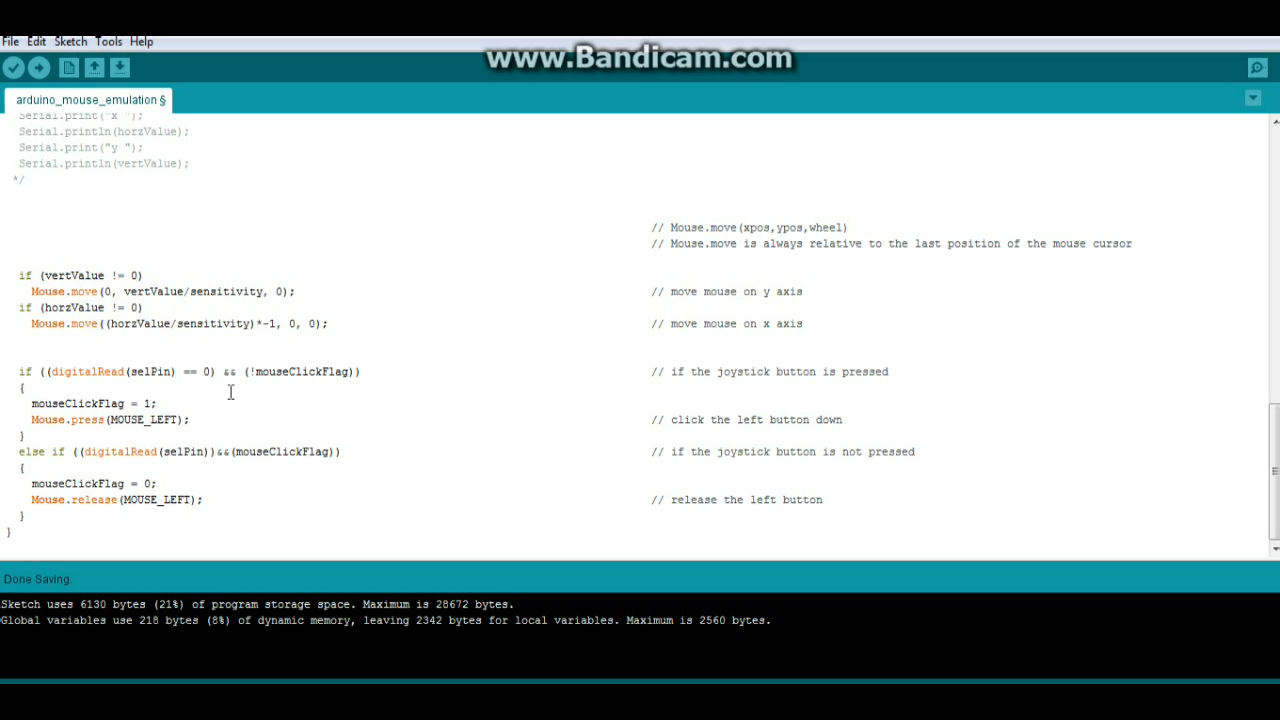 www.Bandicam.com
File Edit Sketch Tools Help
arduino_mouse_emulation §
Serial.print("x ");
Serial.println(horzValue);
Serial.print("y ");
Serial.println(vertValue);
*/
// Mouse.move(xpos,ypos,wheel)
// Mouse.move is always relative to the last position of the mouse cursor
if (vertValue != 0)
Mouse.move(0, vertValue/sensitivity, 0); // move mouse on y axis
if (horzValue != 0)
Mouse.move((horzValue/sensitivity)*-1, 0, 0); // move mouse on x axis
if ((digitalRead(selPin) == 0) && (!mouseClickFlag)) // if the joystick button is pressed
{
mouseClickFlag = 1;
Mouse.press(MOUSE_LEFT); // click the left button down
}
else if ((digitalRead(selPin))&&(mouseClickFlag)) // if the joystick button is not pressed
{
mouseClickFlag = 0;
Mouse.release(MOUSE_LEFT); // release the left button
}
}
Done Saving.
Sketch uses 6130 bytes (21%) of program storage space. Maximum is 28672 bytes.
Global variables use 218 bytes (8%) of dynamic memory, leaving 2342 bytes for local variables. Maximum is 2560 bytes.